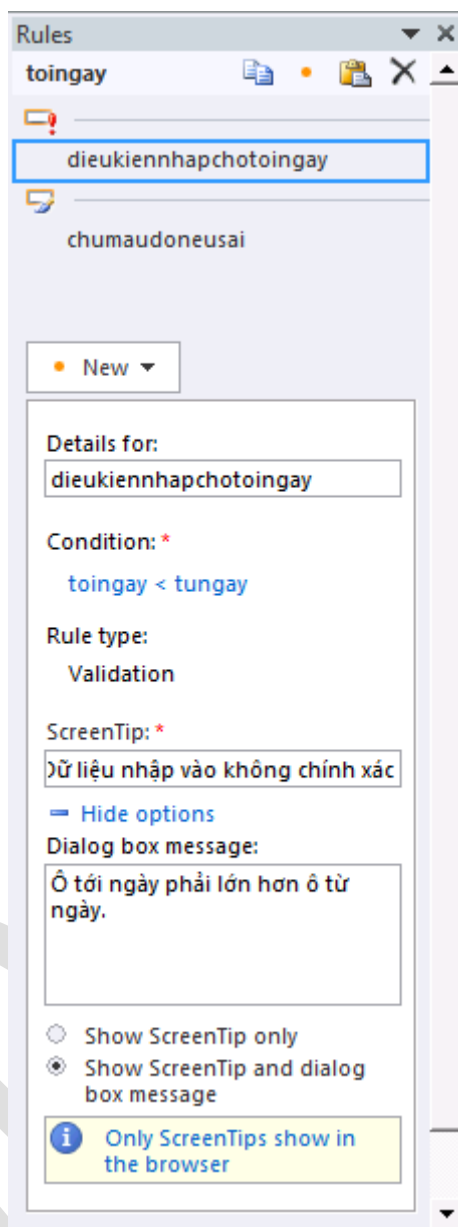 Rules
toingay
dieukiennhapchotoingay
chumaudoneusai
New
Details for:
dieukiennhapchotoingay
Condition: *
toingay < tungay
Rule type:
Validation
ScreenTip: *
Dữ liệu nhập vào không chính xác
Hide options
Dialog box message:
Ô tới ngày phải lớn hơn ô từ
ngày.
Show ScreenTip only
Show ScreenTip and dialog
box message
Only ScreenTips show in
the browser